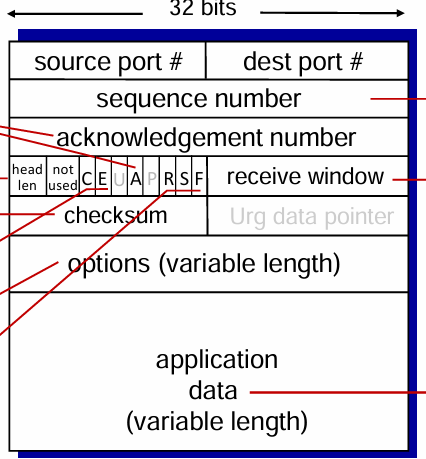 32 bits
source port # dest port #
sequence number
acknowledgement number
head len not used C E U A P R S F receive window
checksum Urg data pointer
options (variable length)
application
data
(variable length)